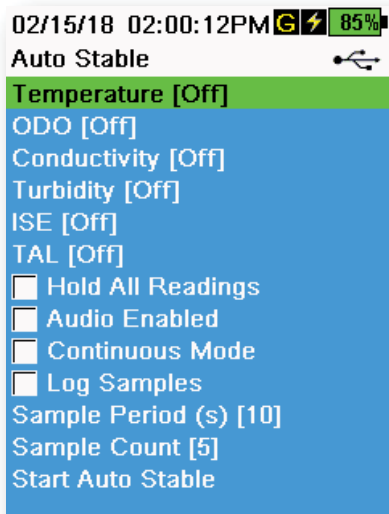 02/15/18 02:00:12PM G 85%
Auto Stable
Temperature [Off]
ODO [Off]
Conductivity [Off]
Turbidity [Off]
ISE [Off]
TAL [Off]
Hold All Readings
Audio Enabled
Continuous Mode
Log Samples
Sample Period (s) [10]
Sample Count [5]
Start Auto Stable